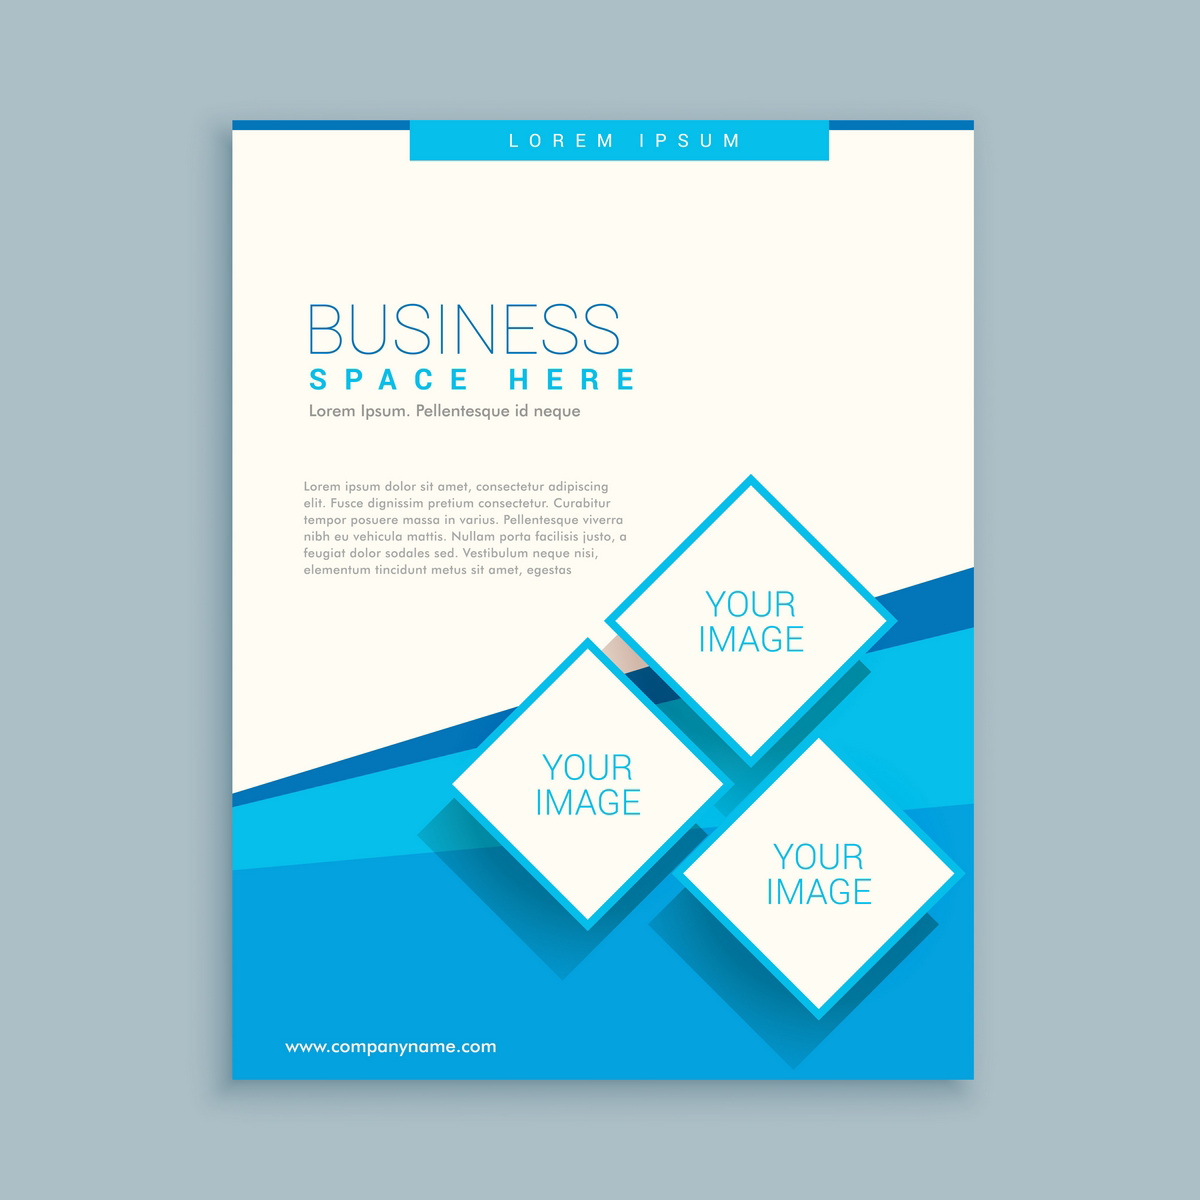 LOREM IPSUM
BUSINESS
SPACE HERE
Lorem Ipsum. Pellentesque id neque
Lorem ipsum dolor sit amet, consectetur adipiscing
elit. Fusce dignissim pretium consectetur. Curabitur
tempor posuere massa in varius. Pellentesque viverra
nibh eu vehicula mattis. Nullam porta facilisis justo, a
feugiat dolor sodales sed. Vestibulum neque nisi,
elementum tincidunt metus sit amet, egestas
YOUR
IMAGE
YOUR
IMAGE
YOUR
IMAGE
www.companyname.com